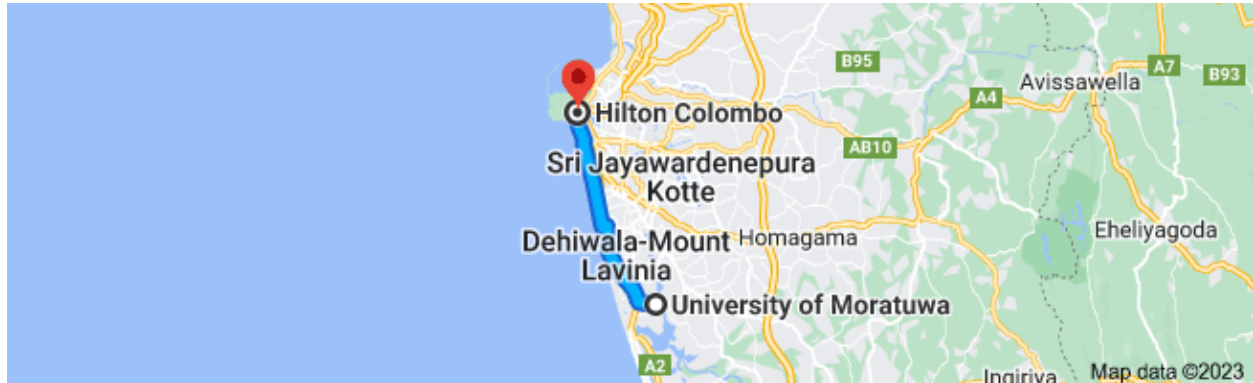 B95
A7
B93
Avissawella
A4
Hilton Colombo
AB10
Sri Jayawardenepura
Kotte
Dehiwala-Mount
Lavinia
Homagama
Eheliyagoda
University of Moratuwa
A2
Ingiriya
Map data ©2023